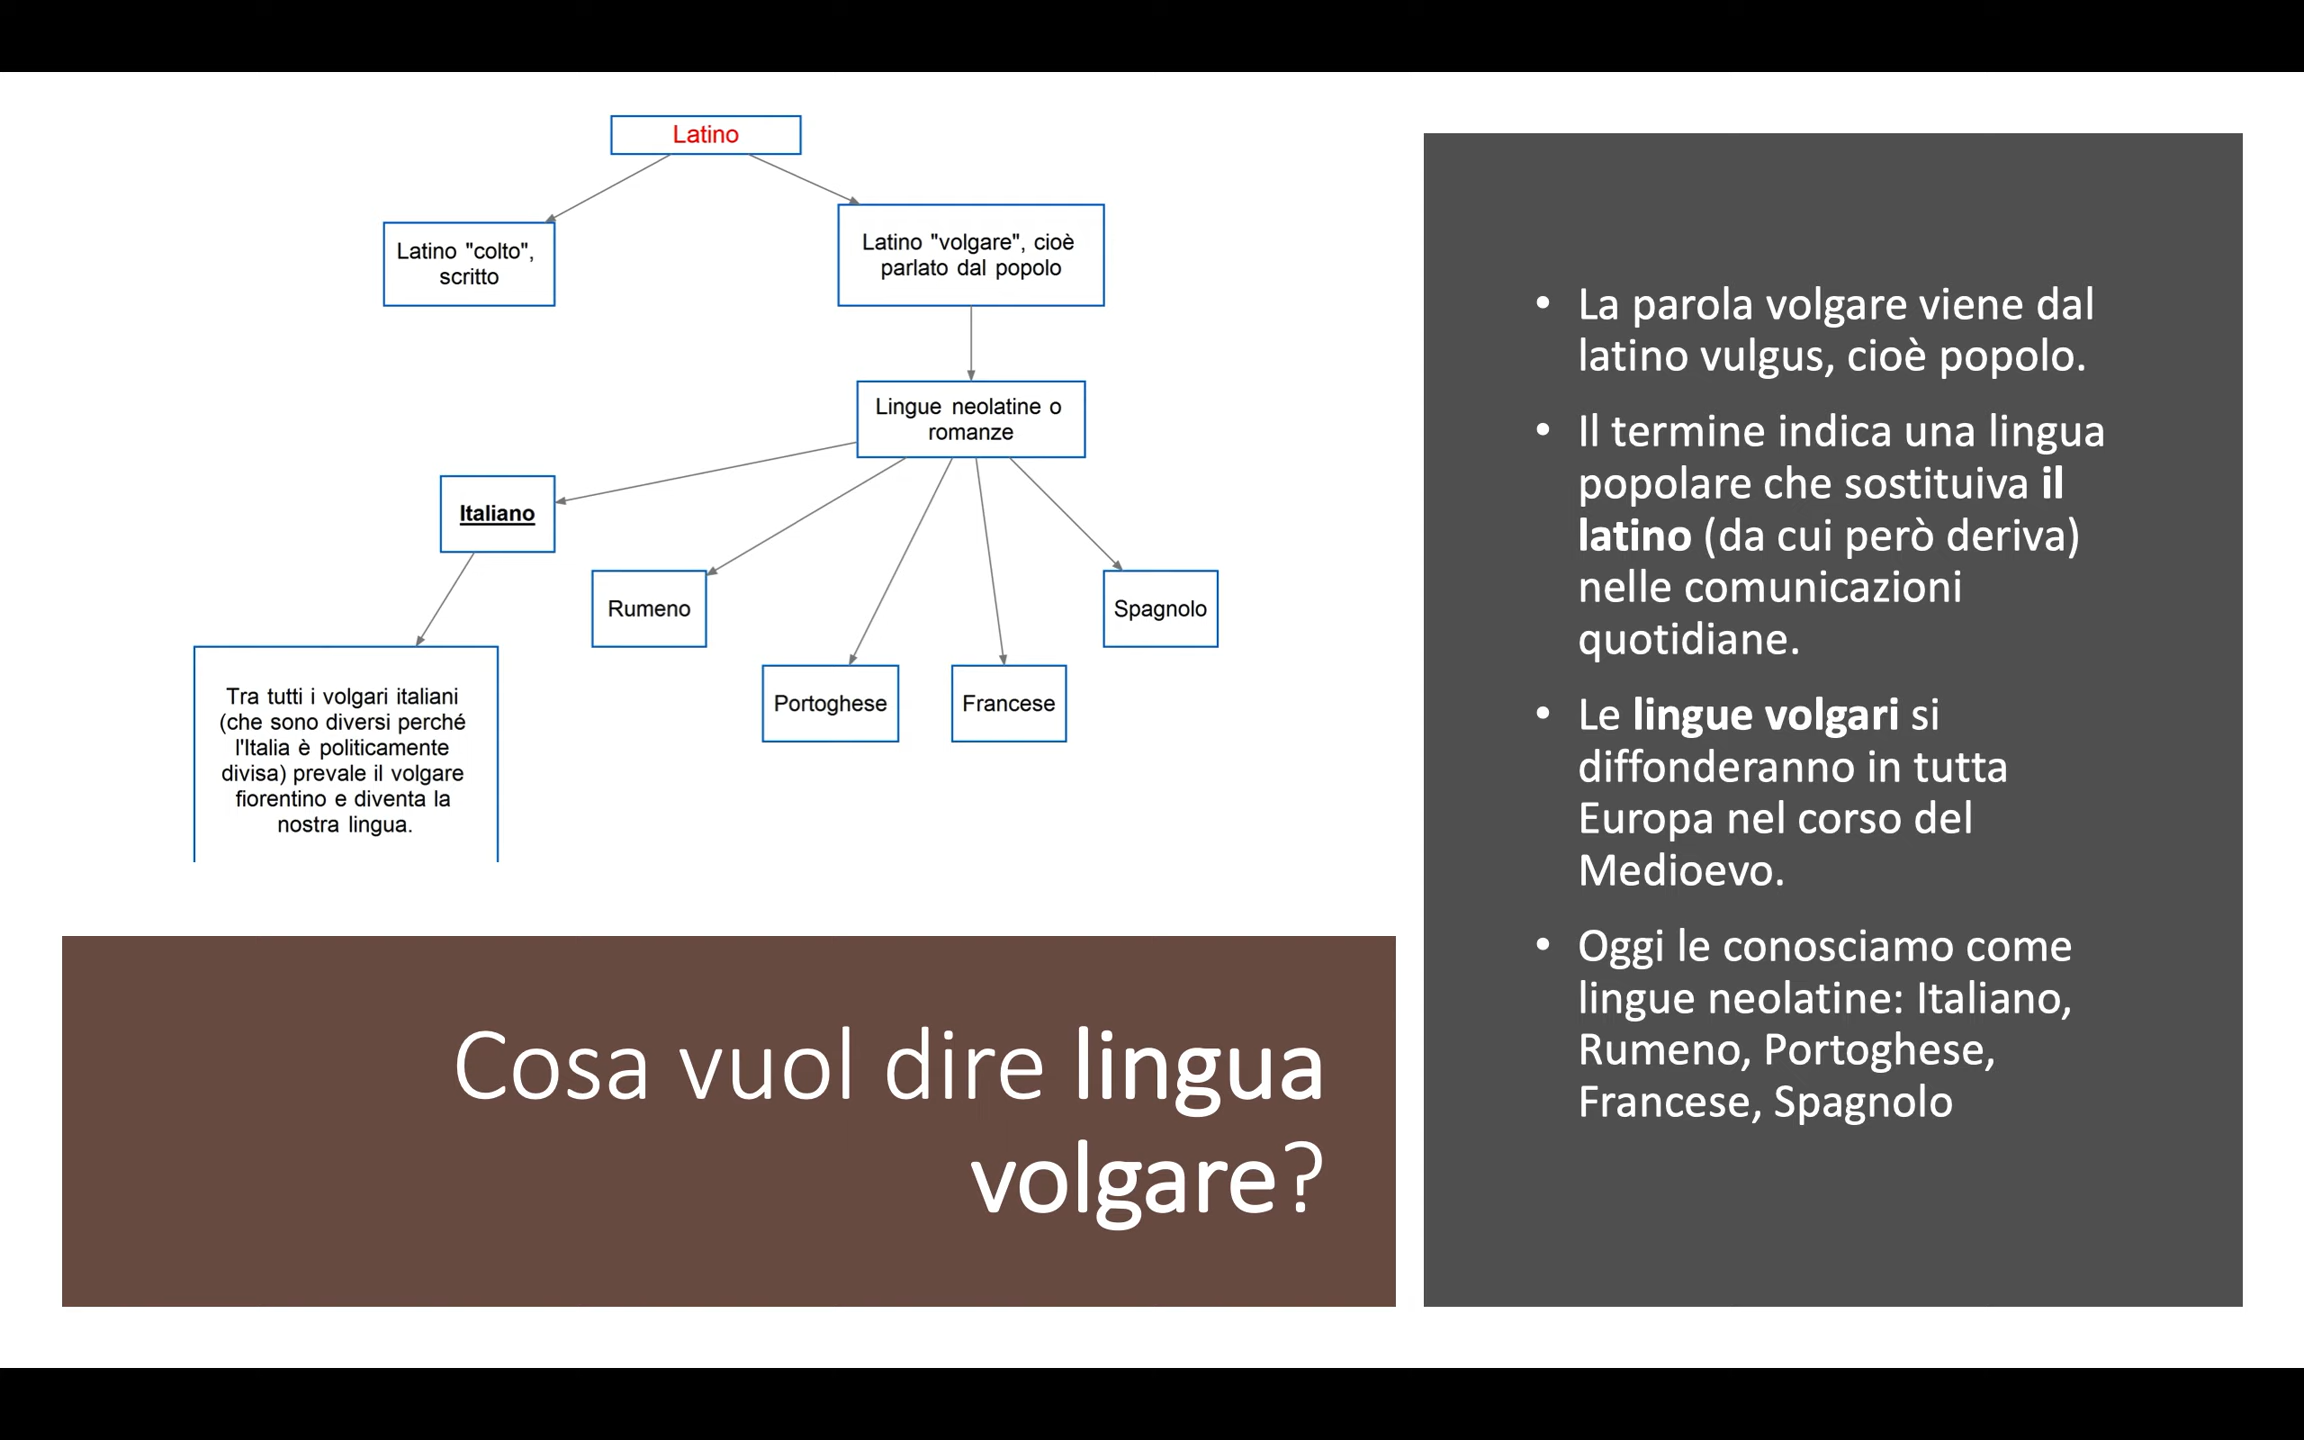 Latino
Latino "colto",
scritto
Latino "volgare", cioè
parlato dal popolo
Lingue neolatine o
romanze
Italiano
Rumeno
Spagnolo
Portoghese
Francese
Tra tutti i volgari italiani
(che sono diversi perché
l'Italia è politicamente
divisa) prevale il volgare
fiorentino e diventa la
nostra lingua.
Cosa vuol dire lingua
volgare?
• La parola volgare viene dal
latino vulgus, cioè popolo.
• Il termine indica una lingua
popolare che sostituiva il
latino (da cui però deriva)
nelle comunicazioni
quotidiane.
• Le lingue volgari si
diffonderanno in tutta
Europa nel corso del
Medioevo.
• Oggi le conosciamo come
lingue neolatine: Italiano,
Rumeno, Portoghese,
Francese, Spagnolo